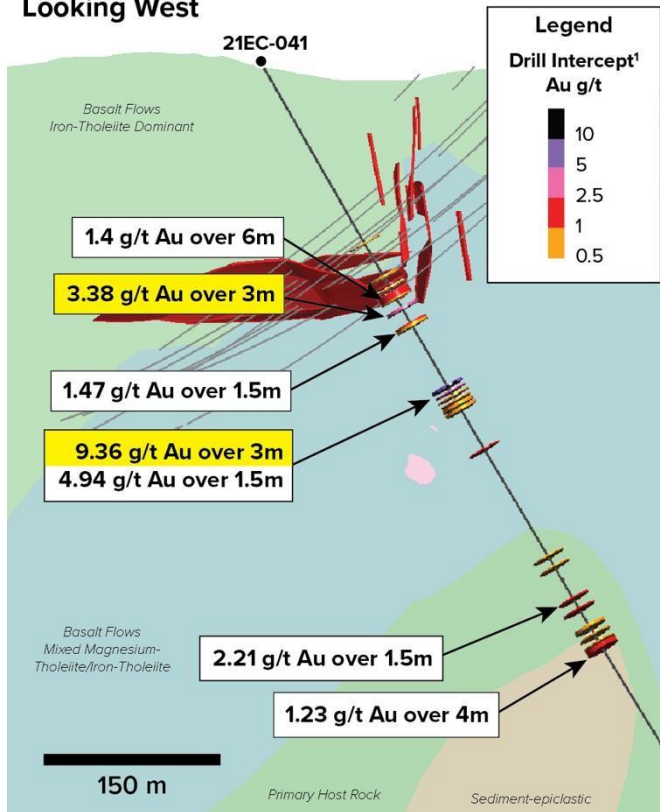 Looking West
21EC-041
Legend
Drill Intercept¹
Au g/t
10
5
2.5
1
0.5
Basalt Flows
Iron-Tholeiite Dominant
1.4 g/t Au over 6m
3.38 g/t Au over 3m
1.47 g/t Au over 1.5m
9.36 g/t Au over 3m
4.94 g/t Au over 1.5m
Basalt Flows
Mixed Magnesium-
Tholeiite/Iron-Tholeiite
2.21 g/t Au over 1.5m
1.23 g/t Au over 4m
150 m
Primary Host Rock
Sediment-epiclastic